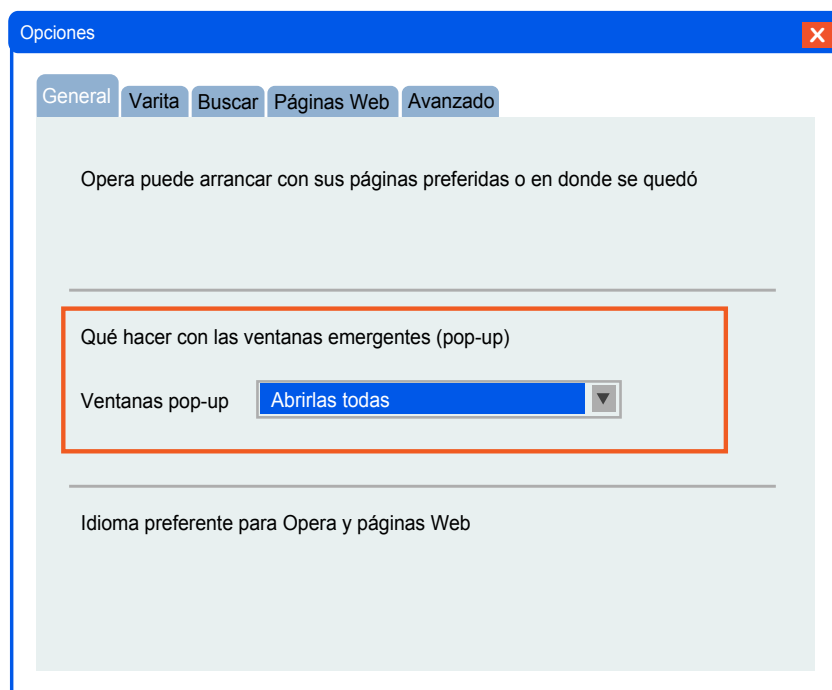 Opciones
General Varita Buscar Páginas Web Avanzado
Opera puede arrancar con sus páginas preferidas o en donde se quedó
Qué hacer con las ventanas emergentes (pop-up)
Ventanas pop-up Abrirlas todas
Idioma preferente para Opera y páginas Web